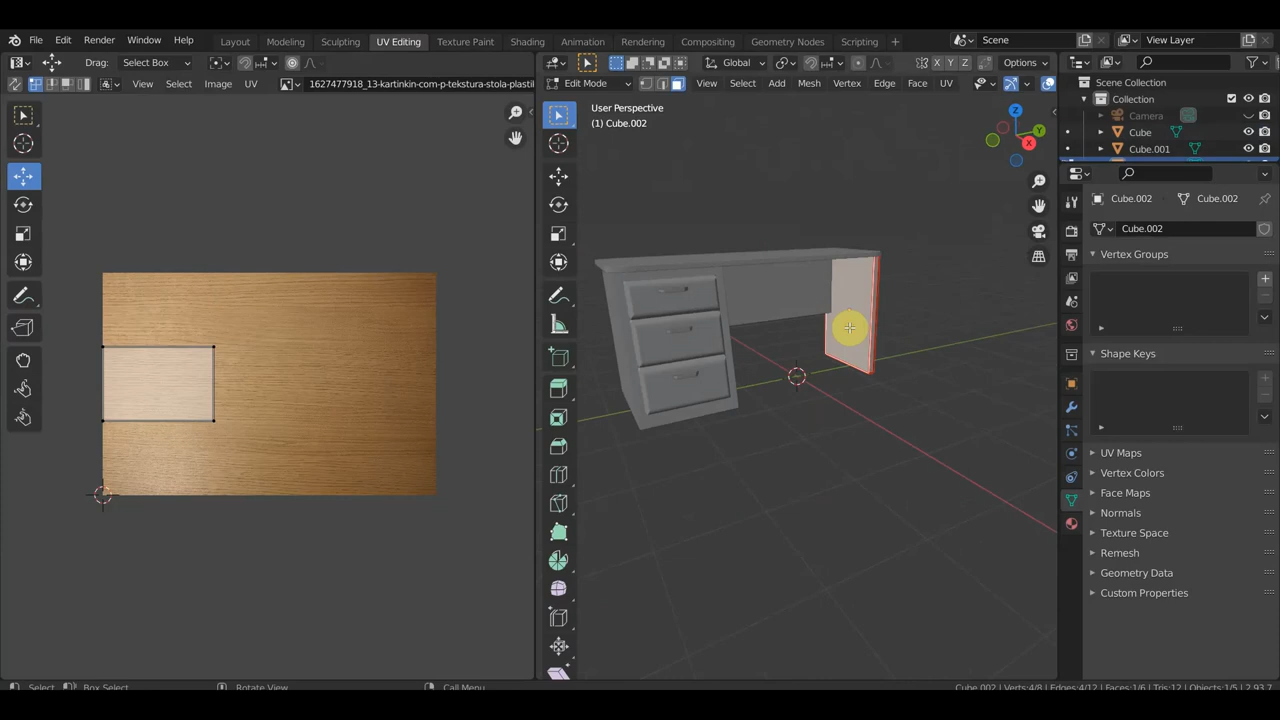 File Edit Render Window Help
Layout Modeling Sculpting UV Editing Texture Paint Shading Animation Rendering Compositing Geometry Nodes Scripting +
Scene
View Layer
Drag: Select Box
Global
X Y Z
Options
View Select Image UV
1627477918_13-kartinkin-com-p-tekstura-stola-plastil
Edit Mode
View Select Add Mesh Vertex Edge Face UV
User Perspective
(1) Cube.002
Z
Y
X
Scene Collection
Collection
Camera
Cube
Cube.001
Cube.002
Cube.002
Cube.002
Vertex Groups
Shape Keys
UV Maps
Vertex Colors
Face Maps
Normals
Texture Space
Remesh
Geometry Data
Custom Properties
Select
Box Select
Rotate View
Call Menu
Cube.002 | Verts:4/8 | Edges:4/12 | Faces:1/6 | Tris:12 | Objects:1/5 | 2.93.7